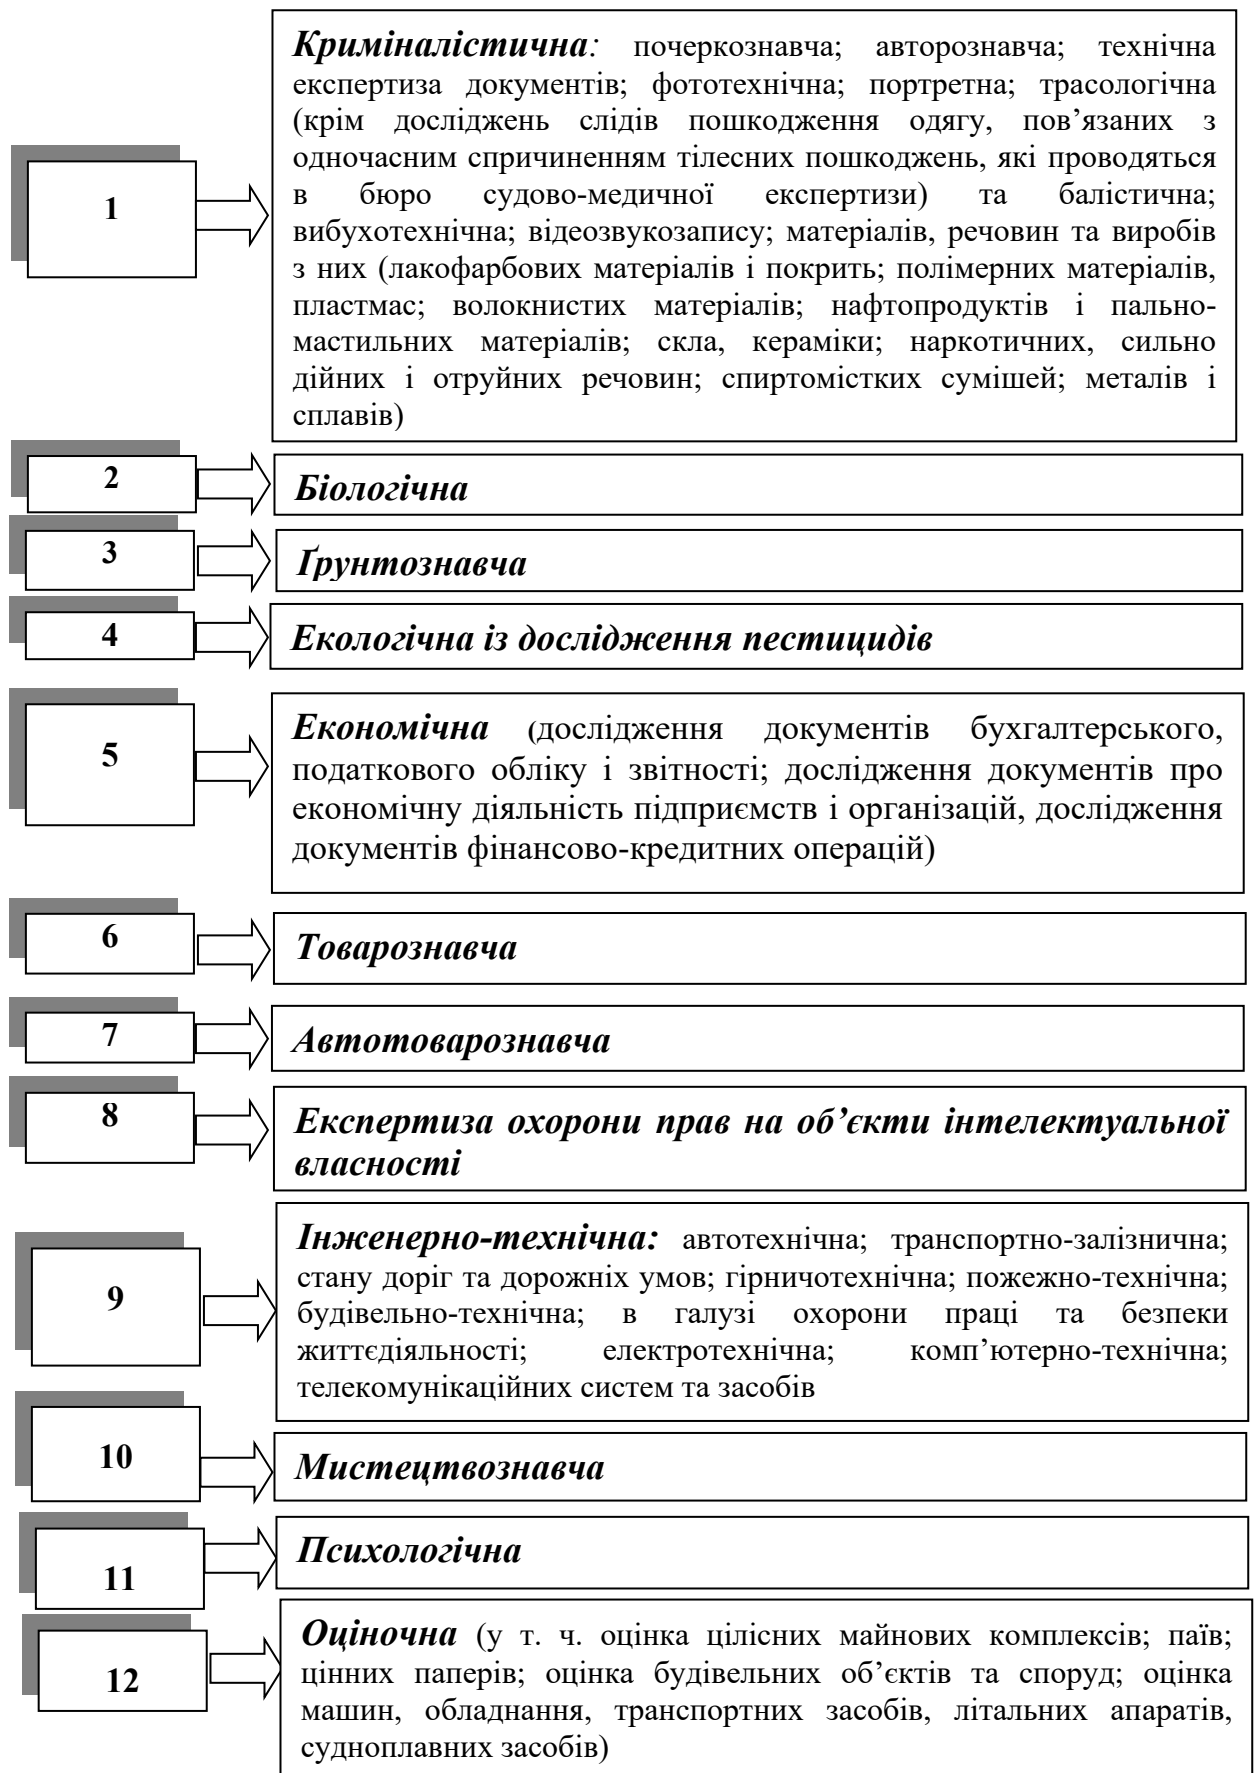 Криміналістична: почеркознавча; авторознавча; технічна
експертиза документів; фототехнічна; портретна; трасологічна
(крім досліджень слідів пошкодження одягу, пов’язаних з
одночасним спричиненням тілесних пошкоджень, які проводяться
1
в бюро судово-медичної експертизи) та балістична;
вибухотехнічна; відеозвукозапису; матеріалів, речовин та виробів
з них (лакофарбових матеріалів і покрить; полімерних матеріалів,
пластмас; волокнистих матеріалів; нафтопродуктів і пально-
мастильних матеріалів; скла, кераміки; наркотичних, сильно
дійних і отруйних речовин; спиртомістких сумішей; металів і
сплавів)
2
Біологічна
3
Ґрунтознавча
4
Екологічна із дослідження пестицидів
5
Економічна (дослідження документів бухгалтерського,
податкового обліку і звітності; дослідження документів про
економічну діяльність підприємств і організацій, дослідження
документів фінансово-кредитних операцій)
6
Товарознавча
7
Автотоварознавча
8
Експертиза охорони прав на об’єкти інтелектуальної
власності
9
Інженерно-технічна: автотехнічна; транспортно-залізнична;
стану доріг та дорожніх умов; гірничотехнічна; пожежно-технічна;
будівельно-технічна; в галузі охорони праці та безпеки
життєдіяльності; електротехнічна; комп’ютерно-технічна;
телекомунікаційних систем та засобів
10
Мистецтвознавча
11
Психологічна
12
Оціночна (у т. ч. оцінка цілісних майнових комплексів; паїв;
цінних паперів; оцінка будівельних об’єктів та споруд; оцінка
машин, обладнання, транспортних засобів, літальних апаратів,
судноплавних засобів)